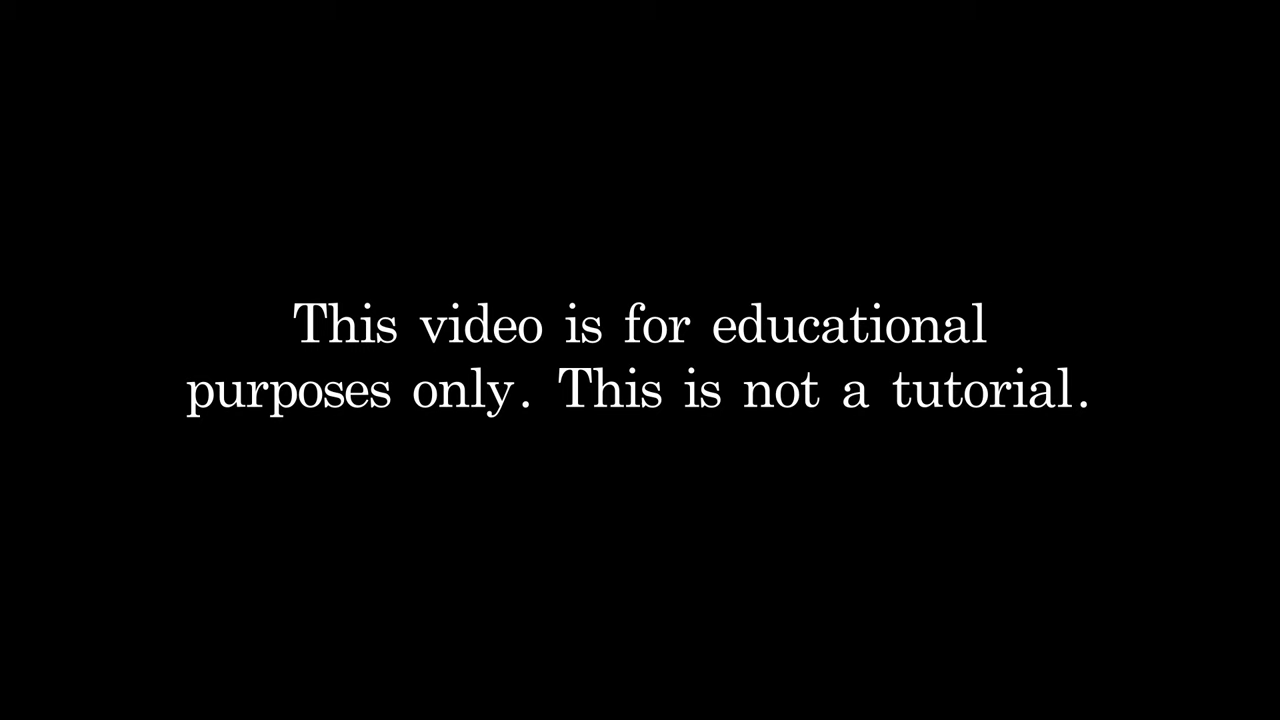 This video is for educational
purposes only. This is not a tutorial.